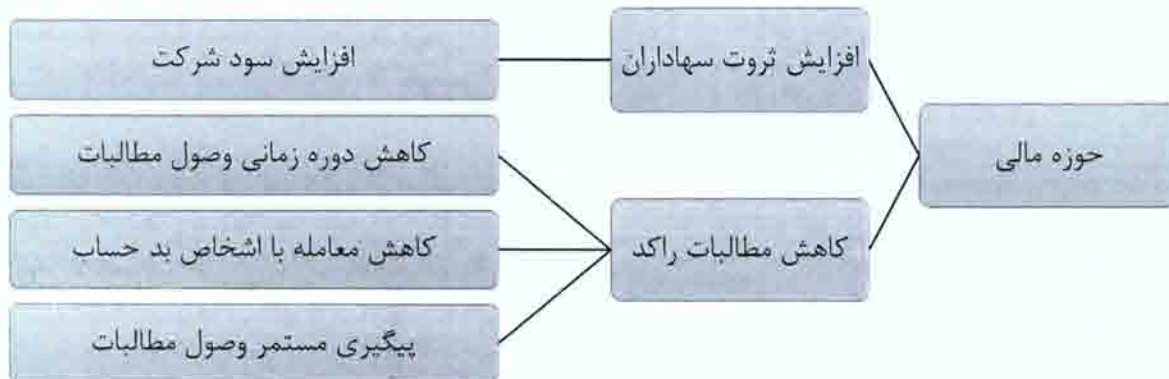 حوزه مالی
افزایش ثروت سهاداران
افزایش سود شرکت
کاهش مطالبات راکد
کاهش دوره زمانی وصول مطالبات
کاهش معامله با اشخاص بد حساب
پیگیری مستمر وصول مطالبات